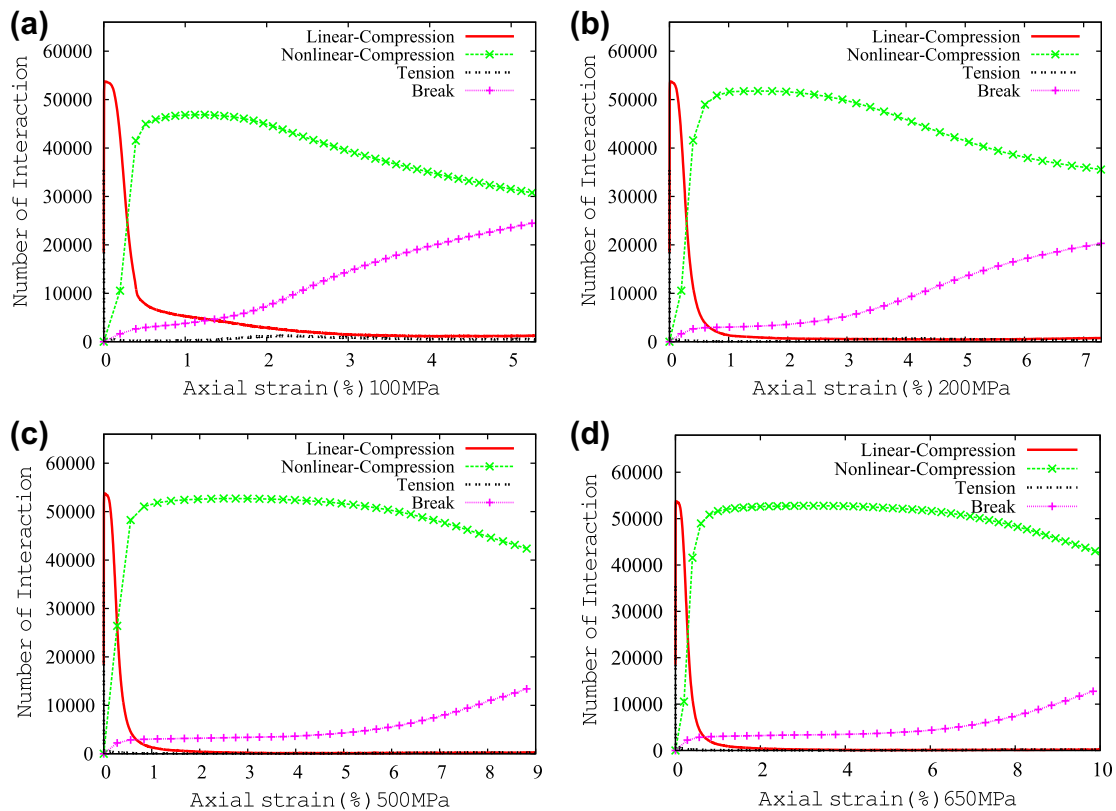 (a)
60000
50000
40000
30000
20000
10000
0
Number of Interaction
Linear-Compression
Nonlinear-Compression
Tension
Break
0 1 2 3 4 5
Axial strain(%)100MPa
(b)
60000
50000
40000
30000
20000
10000
0
Number of Interaction
Linear-Compression
Nonlinear-Compression
Tension
Break
0 1 2 3 4 5 6 7
Axial strain(%)200MPa
(c)
60000
50000
40000
30000
20000
10000
0
Number of Interaction
Linear-Compression
Nonlinear-Compression
Tension
Break
0 1 2 3 4 5 6 7 8 9
Axial strain(%)500MPa
(d)
60000
50000
40000
30000
20000
10000
0
Number of Interaction
Linear-Compression
Nonlinear-Compression
Tension
Break
0 2 4 6 8 10
Axial strain(%)650MPa